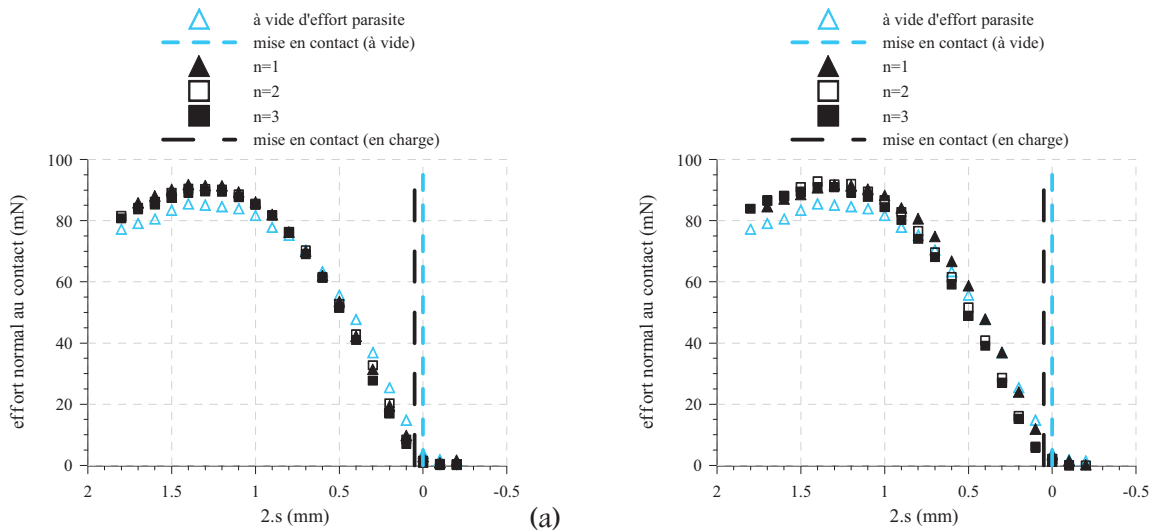 à vide d'effort parasite
mise en contact (à vide)
n=1
n=2
n=3
mise en contact (en charge)
100
80
60
40
20
0
effort normal au contact (mN)
2 1.5 1 0.5 0 -0.5
2.s (mm)
(a)
à vide d'effort parasite
mise en contact (à vide)
n=1
n=2
n=3
mise en contact (en charge)
100
80
60
40
20
0
effort normal au contact (mN)
2 1.5 1 0.5 0 -0.5
2.s (mm)